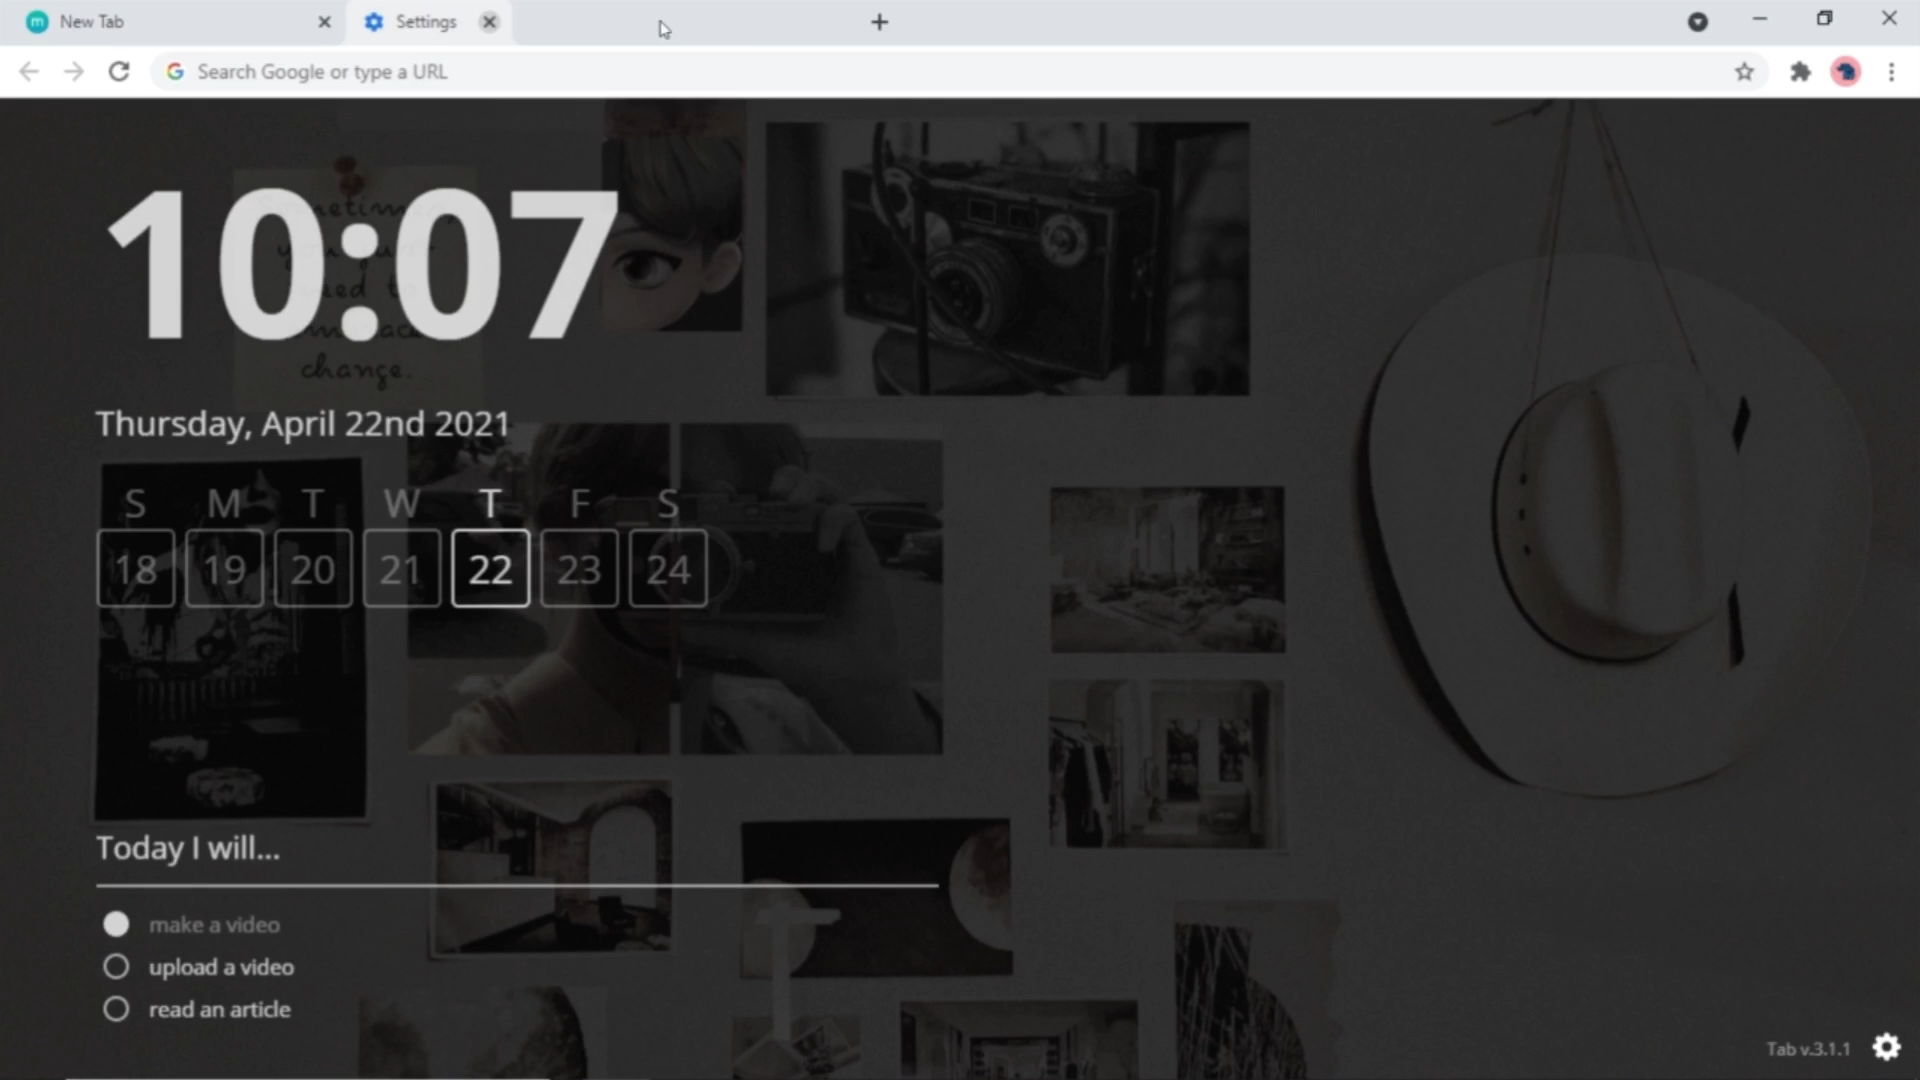 New Tab
Settings
Search Google or type a URL
10:07
change.
Thursday, April 22nd 2021
S M T W T F S
18 19 20 21 22 23 24
Today I will...
make a video
upload a video
read an article
Tab v.3.1.1